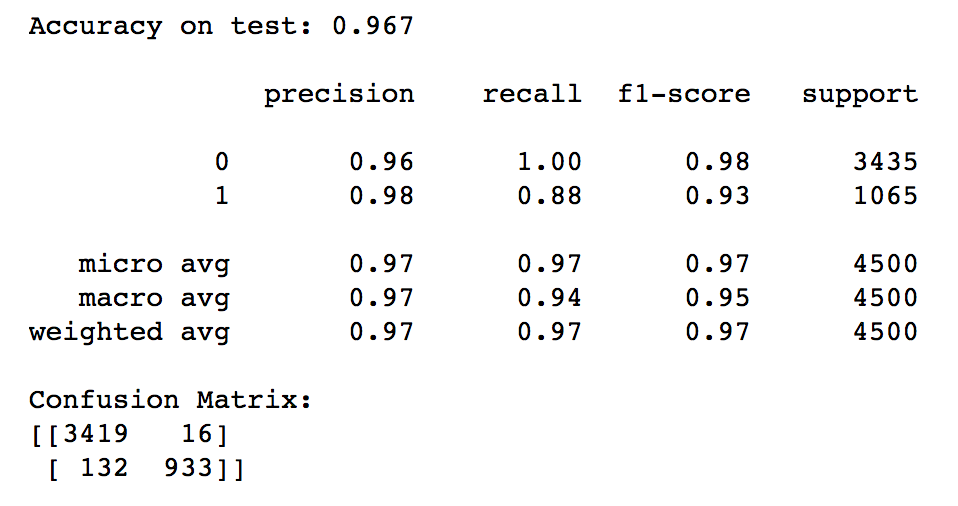 Accuracy on test: 0.967
precision recall f1-score support
0 0.96 1.00 0.98 3435
1 0.98 0.88 0.93 1065
micro avg 0.97 0.97 0.97 4500
macro avg 0.97 0.94 0.95 4500
weighted avg 0.97 0.97 0.97 4500
Confusion Matrix:
[[3419 16]
[ 132 933]]